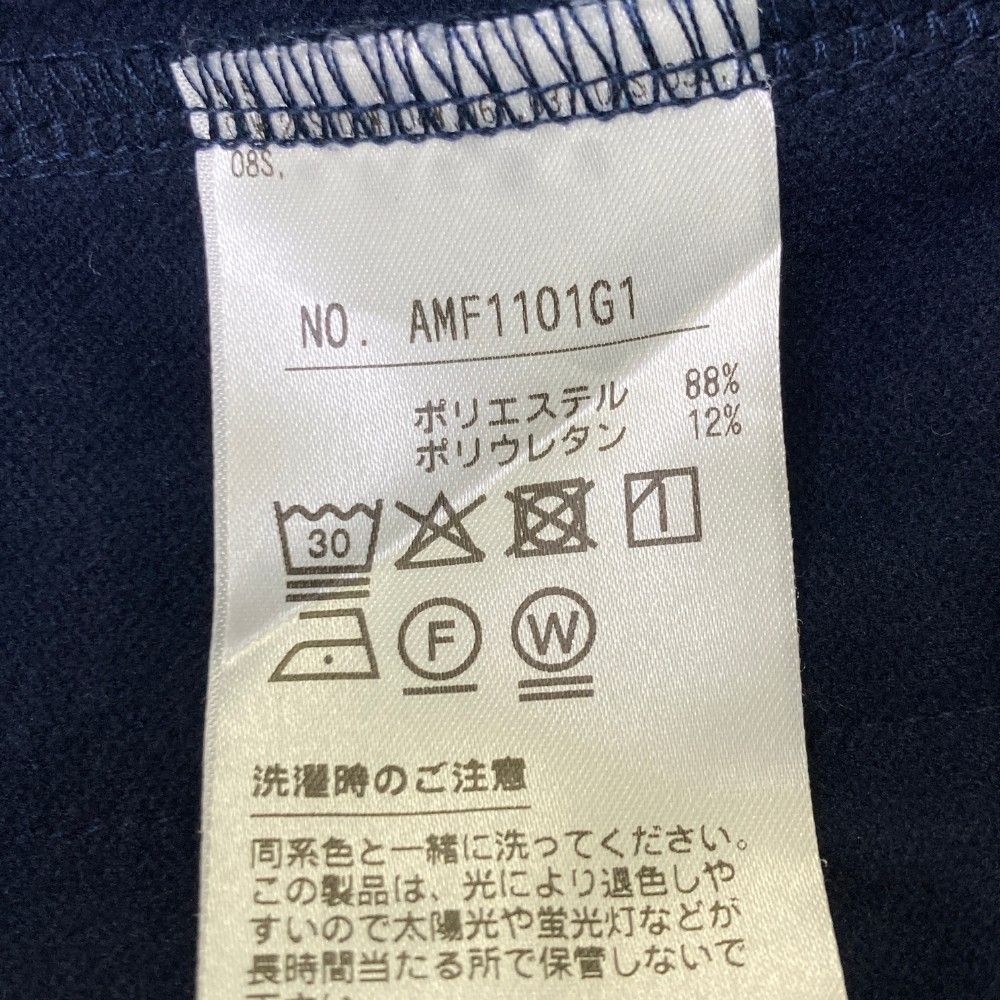 08S,
NO. AMF1101G1
ポリエステル 88%
ポリウレタン 12%
30
F
W
洗濯時のご注意
同系色と一緒に洗ってください。
この製品は、光により退色しや
すいので太陽光や蛍光灯などが
長時間当たる所で保管しないで